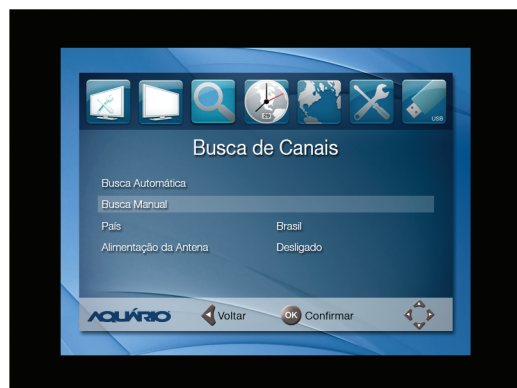 29
USB
Busca de Canais
Busca Automática
Busca Manual
País Brasil
Alimentação da Antena Desligado
AQUÁRIO Voltar OK Confirmar